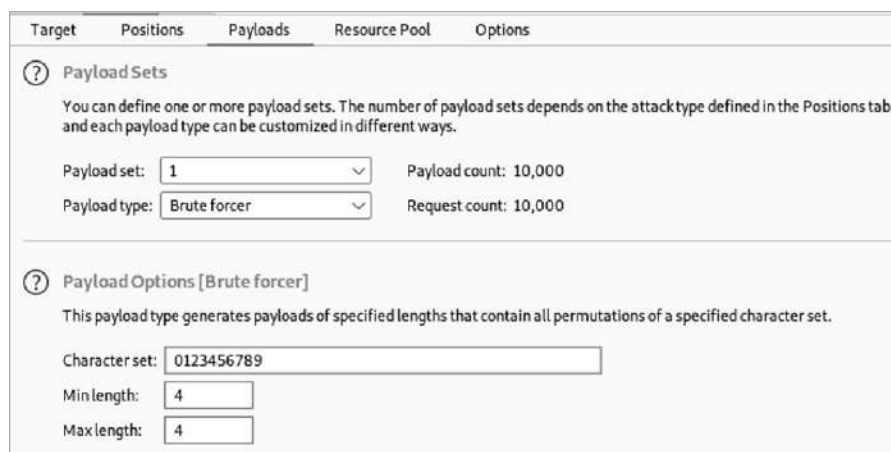 Target Positions Payloads Resource Pool Options
? Payload Sets
You can define one or more payload sets. The number of payload sets depends on the attack type defined in the Positions tab
and each payload type can be customized in different ways.
Payload set: 1 Payload count: 10,000
Payload type: Brute forcer Request count: 10,000
? Payload Options [Brute forcer]
This payload type generates payloads of specified lengths that contain all permutations of a specified character set.
Character set: 0123456789
Min length: 4
Max length: 4